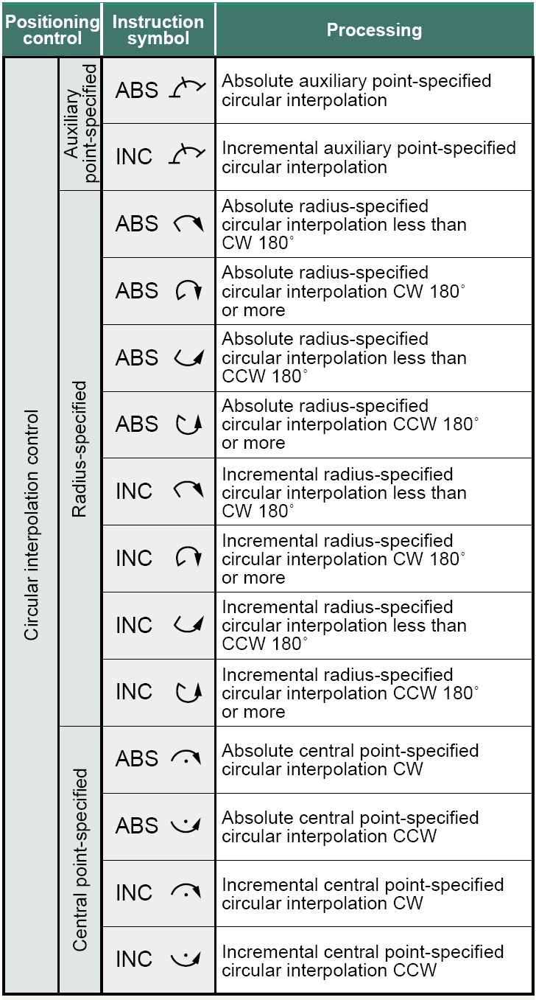 Positioning
control
Instruction
symbol
Processing
Circular interpolation control
Auxiliary
point-specified
ABS
Absolute auxiliary point-specified
circular interpolation
INC
Incremental auxiliary point-specified
circular interpolation
Radius-specified
ABS
Absolute radius-specified
circular interpolation less than
CW 180°
ABS
Absolute radius-specified
circular interpolation CW 180°
or more
ABS
Absolute radius-specified
circular interpolation less than
CCW 180°
ABS
Absolute radius-specified
circular interpolation CCW 180°
or more
INC
Incremental radius-specified
circular interpolation less than
CW 180°
INC
Incremental radius-specified
circular interpolation CW 180°
or more
INC
Incremental radius-specified
circular interpolation less than
CCW 180°
INC
Incremental radius-specified
circular interpolation CCW 180°
or more
Central point-specified
ABS
Absolute central point-specified
circular interpolation CW
ABS
Absolute central point-specified
circular interpolation CCW
INC
Incremental central point-specified
circular interpolation CW
INC
Incremental central point-specified
circular interpolation CCW